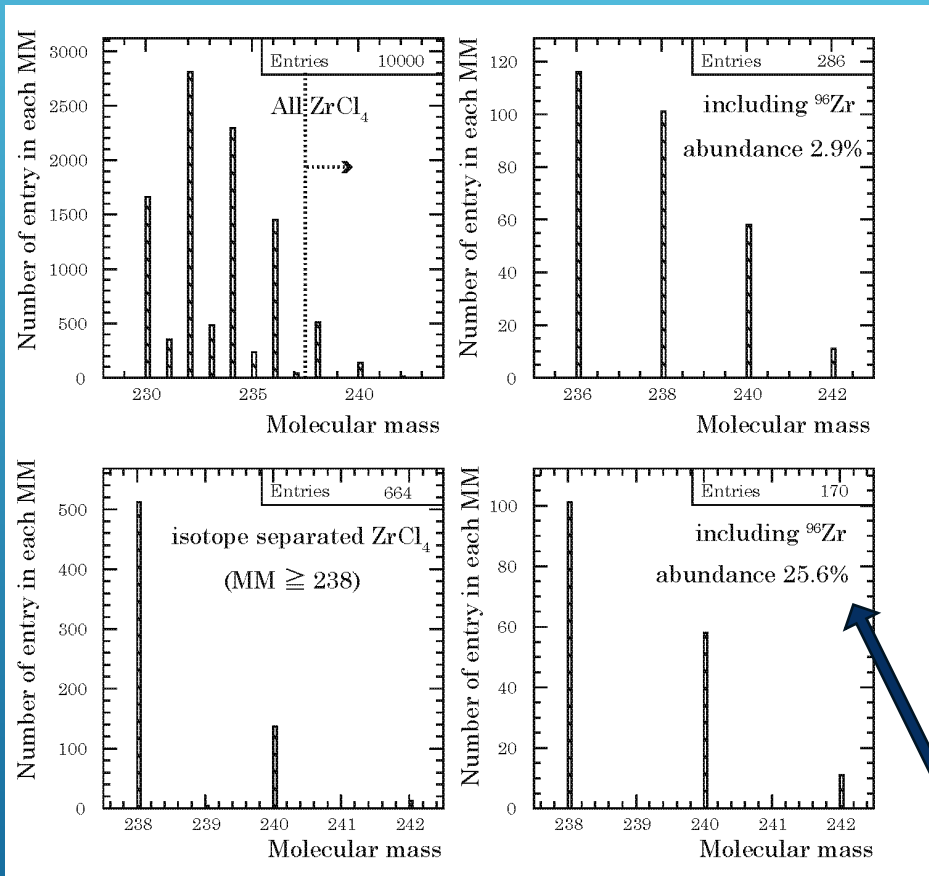 Number of entry in each MM
3000
2500
2000
1500
1000
500
0
Entries 10000
All ZrCl4
230 235 240
Molecular mass
Number of entry in each MM
120
100
80
60
40
20
0
Entries 286
including 96Zr
abundance 2.9%
236 238 240 242
Molecular mass
Number of entry in each MM
500
400
300
200
100
0
Entries 664
isotope separated ZrCl4
(MM ≧ 238)
238 239 240 241 242
Molecular mass
Number of entry in each MM
100
80
60
40
20
0
Entries 170
including 96Zr
abundance 25.6%
238 239 240 241 242
Molecular mass